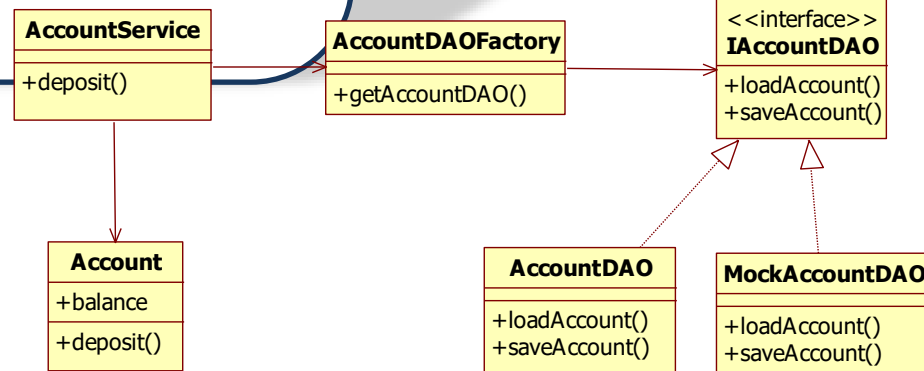 AccountService
+deposit()
AccountDAOFactory
+getAccountDAO()
<<interface>>
IAccountDAO
+loadAccount()
+saveAccount()
Account
+balance
+deposit()
AccountDAO
+loadAccount()
+saveAccount()
MockAccountDAO
+loadAccount()
+saveAccount()